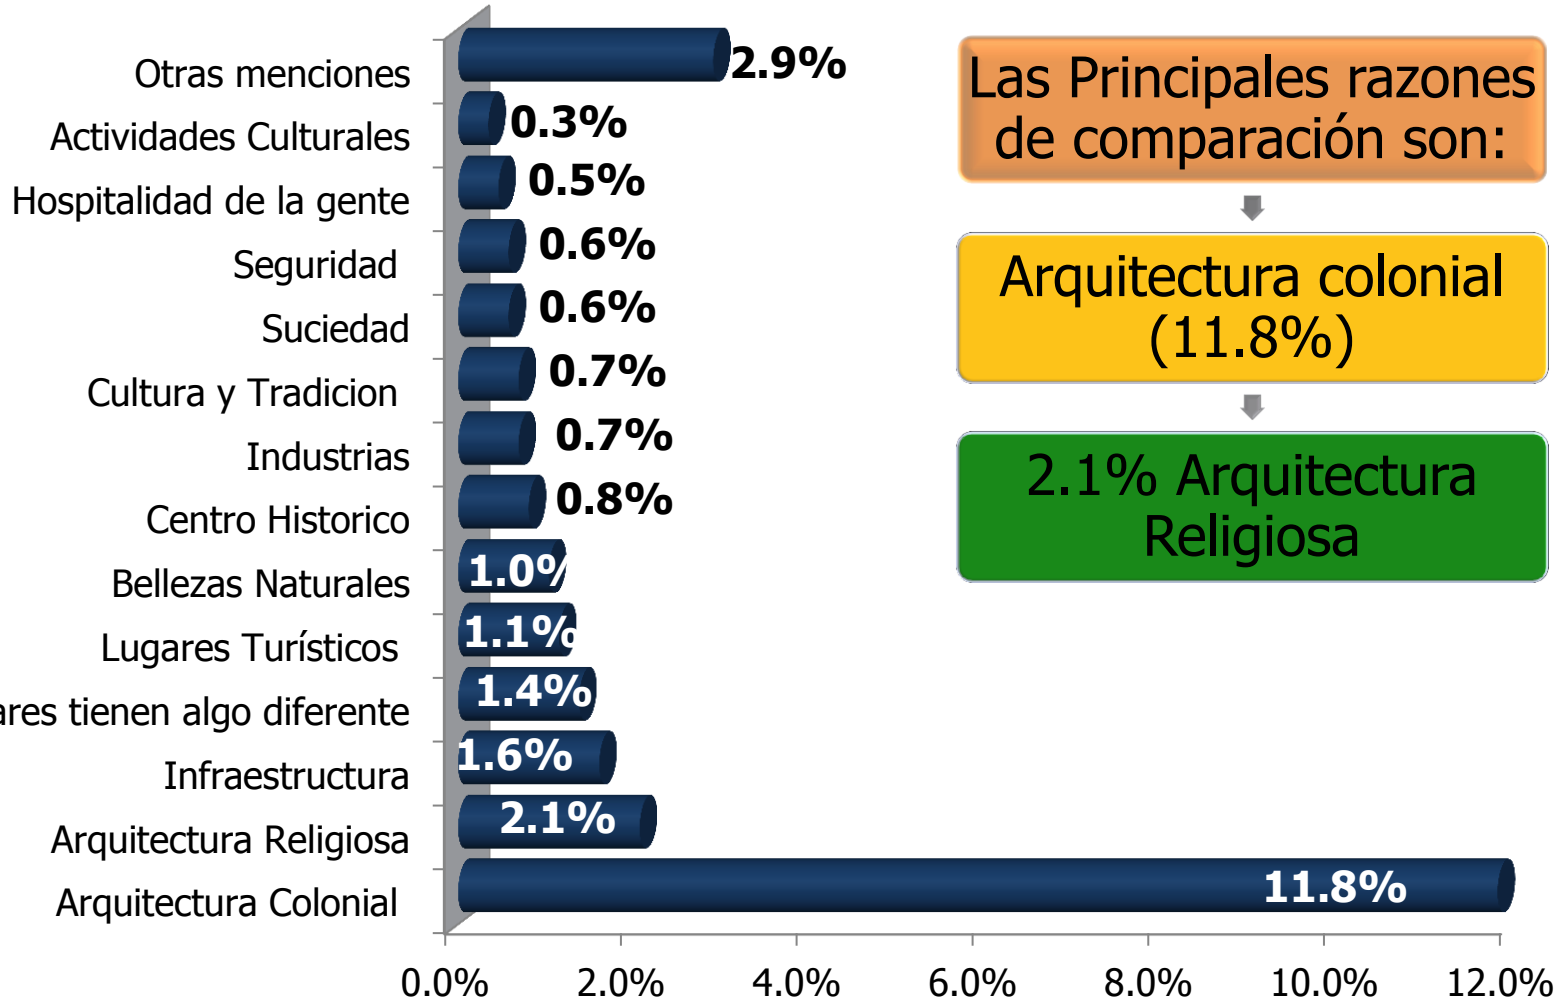 Otras menciones
2.9%
Actividades Culturales
0.3%
Hospitalidad de la gente
0.5%
Seguridad
0.6%
Suciedad
0.6%
Cultura y Tradicion
0.7%
Industrias
0.7%
Centro Historico
0.8%
Bellezas Naturales
1.0%
Lugares Turísticos
1.1%
tienen algo diferente
1.4%
Infraestructura
1.6%
Arquitectura Religiosa
2.1%
Arquitectura Colonial
11.8%
0.0%
2.0%
4.0%
6.0%
8.0%
10.0%
12.0%
Las Principales razones
de comparación son:
Arquitectura colonial
(11.8%)
2.1% Arquitectura
Religiosa